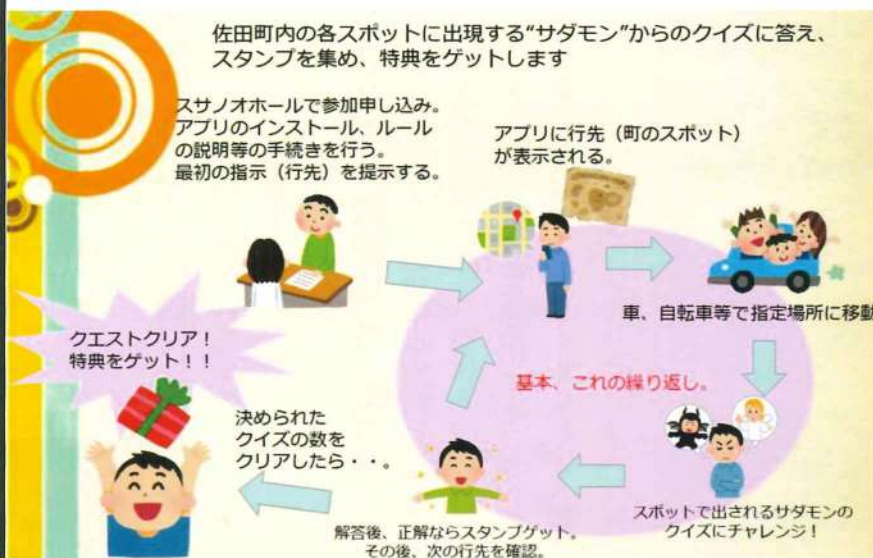 佐田町内の各スポットに出現する“サダモン”からのクイズに答え、
スタンプを集め、特典をゲットします
スサノオホールで参加申し込み。
アプリのインストール、ルール
の説明等の手続きを行う。
最初の指示（行先）を提示する。
アプリに行先（町のスポット）
が表示される。
車、自転車等で指定場所に移動
スポットで出されるサダモンの
クイズにチャレンジ！
基本、これの繰り返し。
解答後、正解ならスタンプゲット。
その後、次の行先を確認。
決められた
クイズの数を
クリアしたら・・。
クエストクリア！
特典をゲット！！